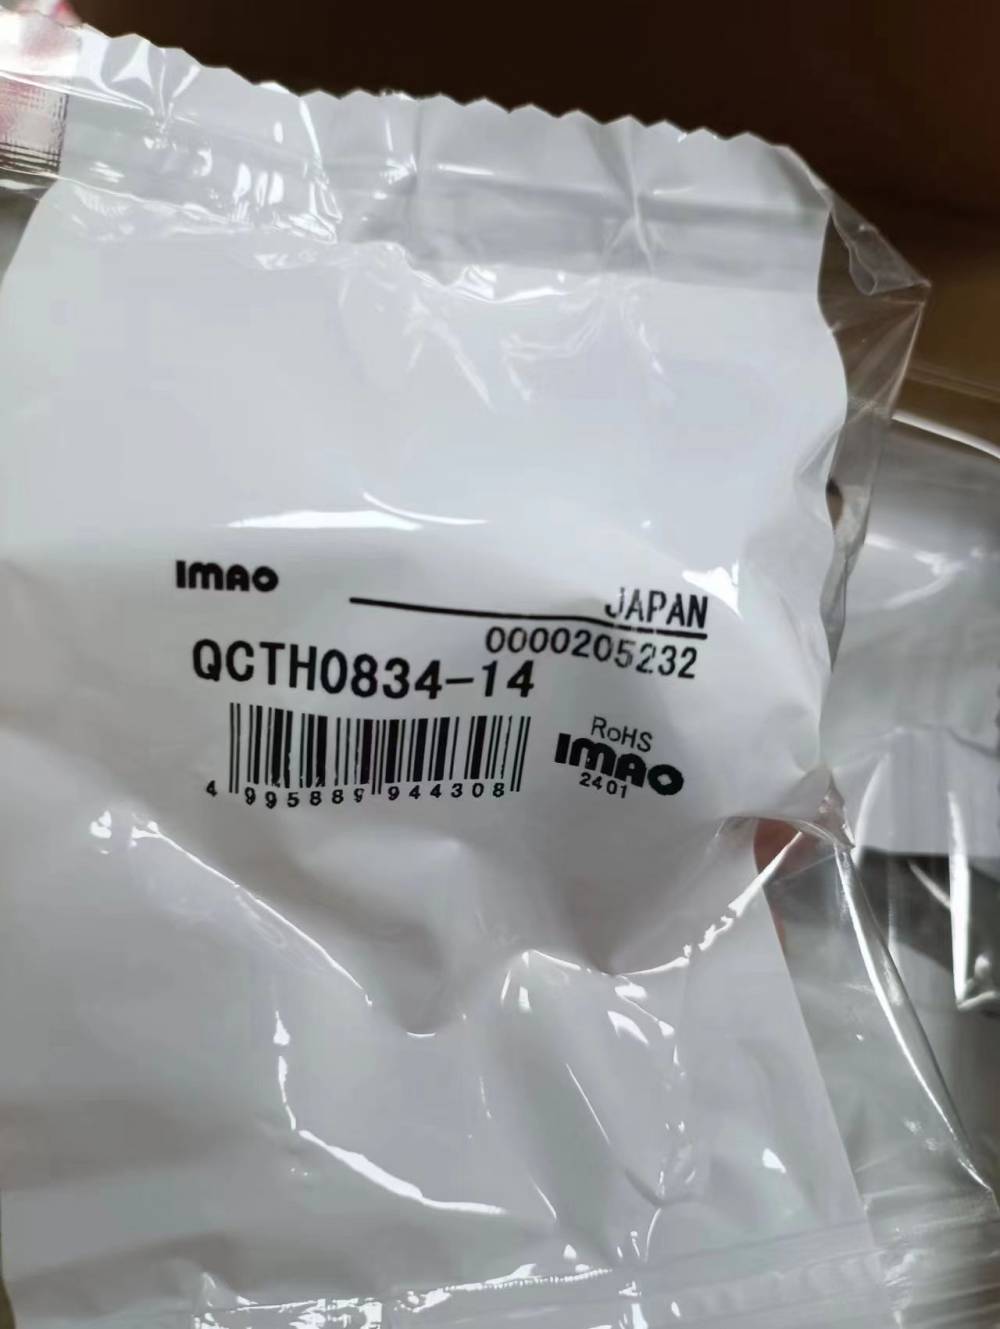 IMAO
JAPAN
0000205232
QCTH0834-14
4 995889 944308
RoHS
IMAO
2401